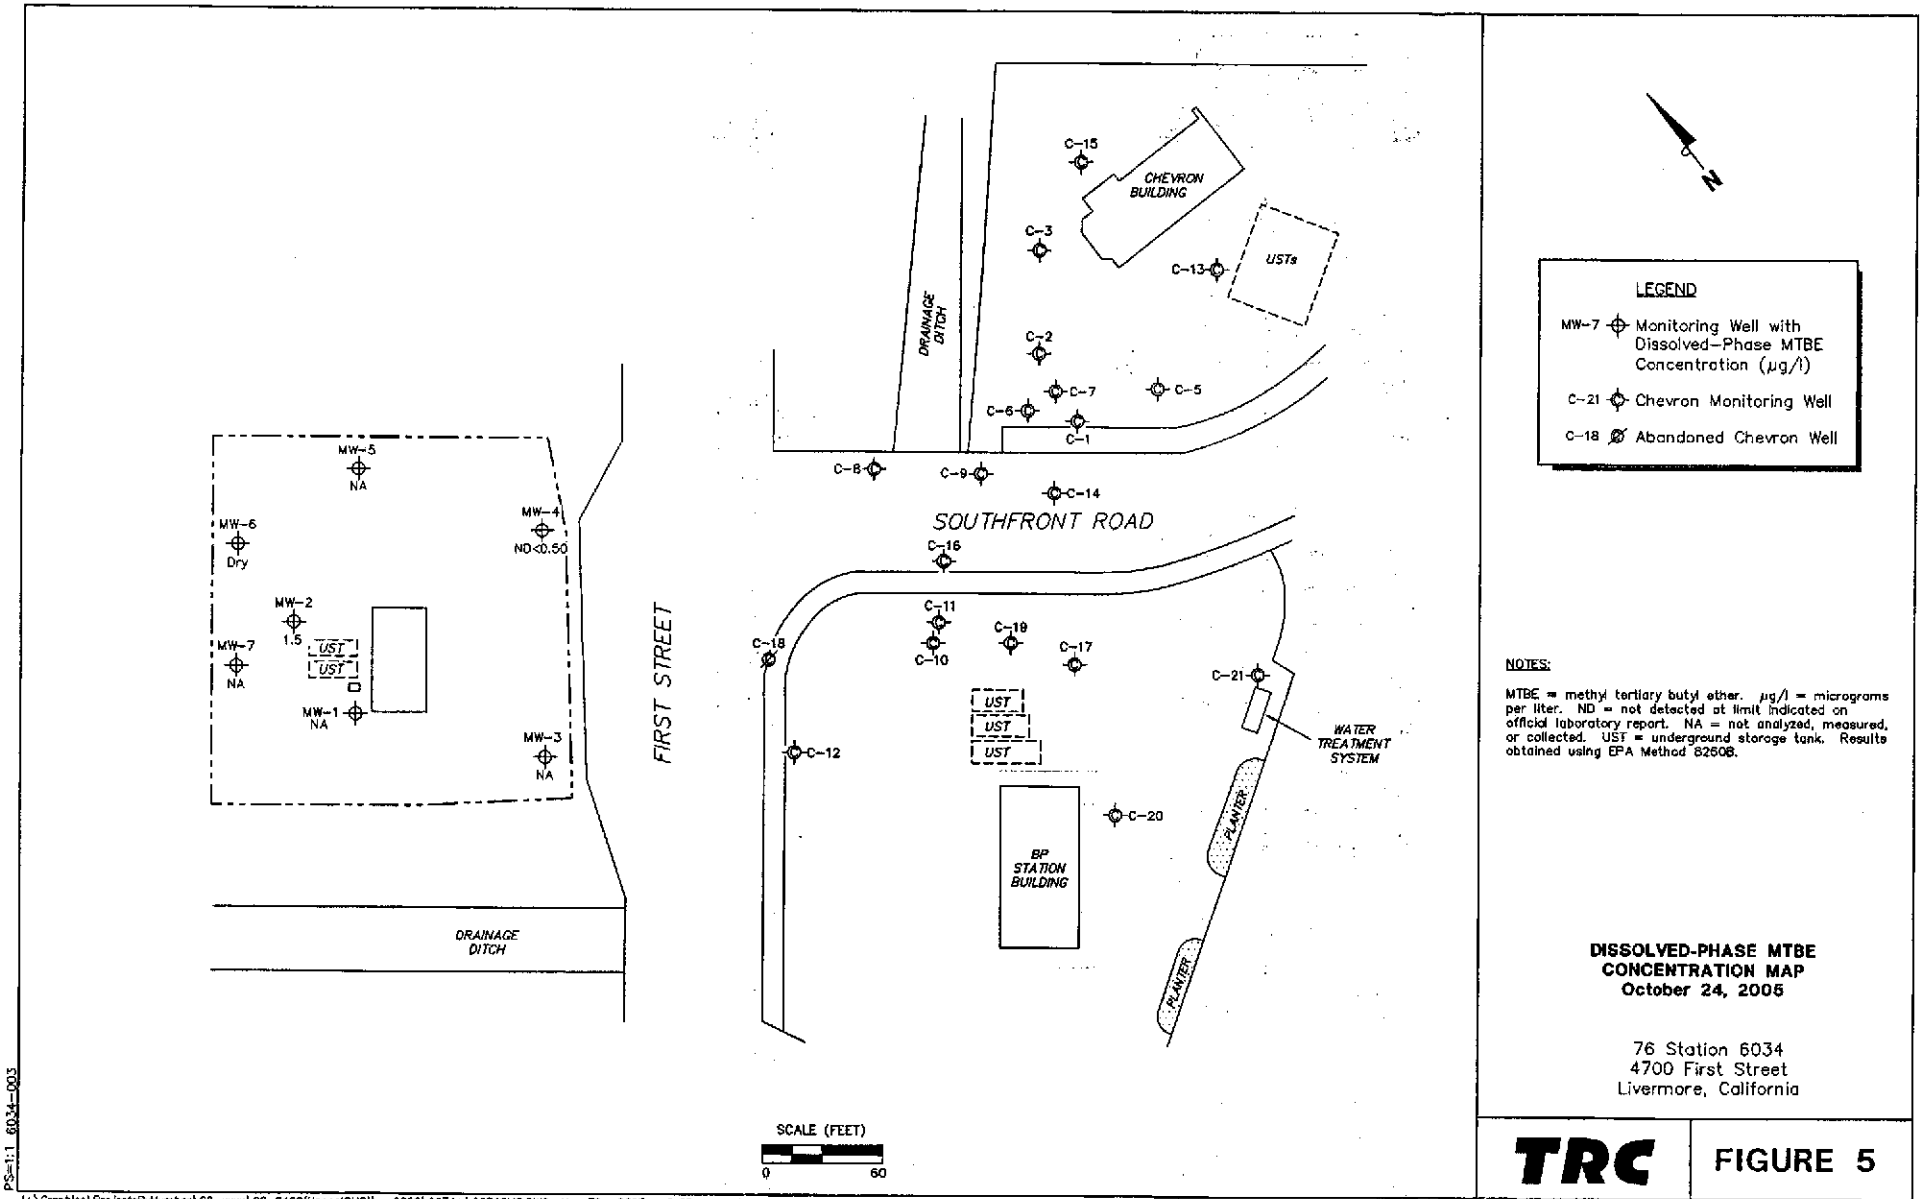 C-15
CHEVRON
BUILDING
C-3
C-13
USTs
DRAINAGE
DITCH
C-2
C-7
C-5
C-6
C-1
C-8
C-9
C-14
SOUTHFRONT ROAD
C-16
MW-5
NA
MW-4
ND<0.50
MW-6
Dry
MW-2
1.5
UST
UST
MW-7
NA
MW-1
NA
MW-3
NA
FIRST STREET
C-18
C-11
C-10
C-19
C-17
C-21
UST
UST
UST
C-12
WATER
TREATMENT
SYSTEM
C-20
PLANTER
BP
STATION
BUILDING
PLANTER
DRAINAGE
DITCH
SCALE (FEET)
0 60
N
LEGEND
MW-7 Monitoring Well with
Dissolved-Phase MTBE
Concentration (µg/l)
C-21 Chevron Monitoring Well
C-18 Abandoned Chevron Well
NOTES:
MTBE = methyl tertiary butyl ether. µg/l = micrograms
per liter. ND = not detected at limit indicated on
official laboratory report. NA = not analyzed, measured,
or collected. UST = underground storage tank. Results
obtained using EPA Method 8260B.
DISSOLVED-PHASE MTBE
CONCENTRATION MAP
October 24, 2005
76 Station 6034
4700 First Street
Livermore, California
TRC
FIGURE 5
PS=1:1 6034-003